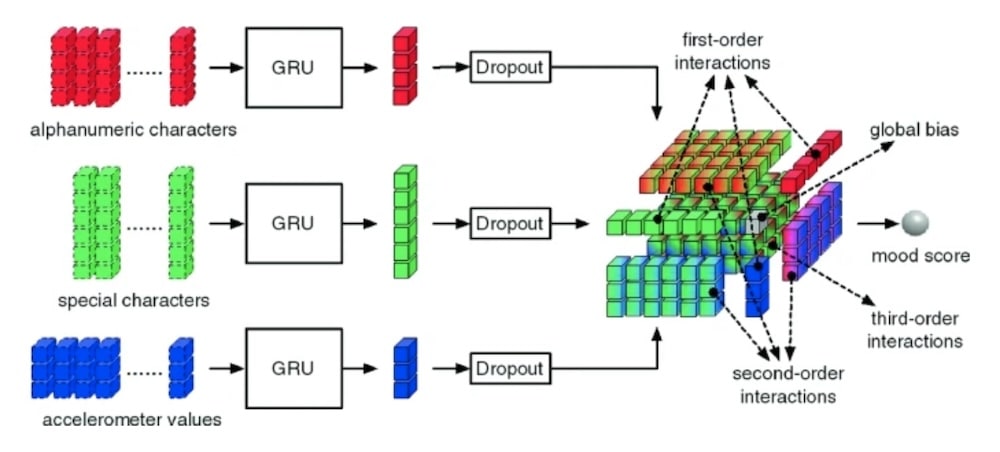 first-order
interactions
GRU
Dropout
alphanumeric characters
global bias
GRU
Dropout
mood score
special characters
third-order
interactions
GRU
Dropout
second-order
interactions
accelerometer values